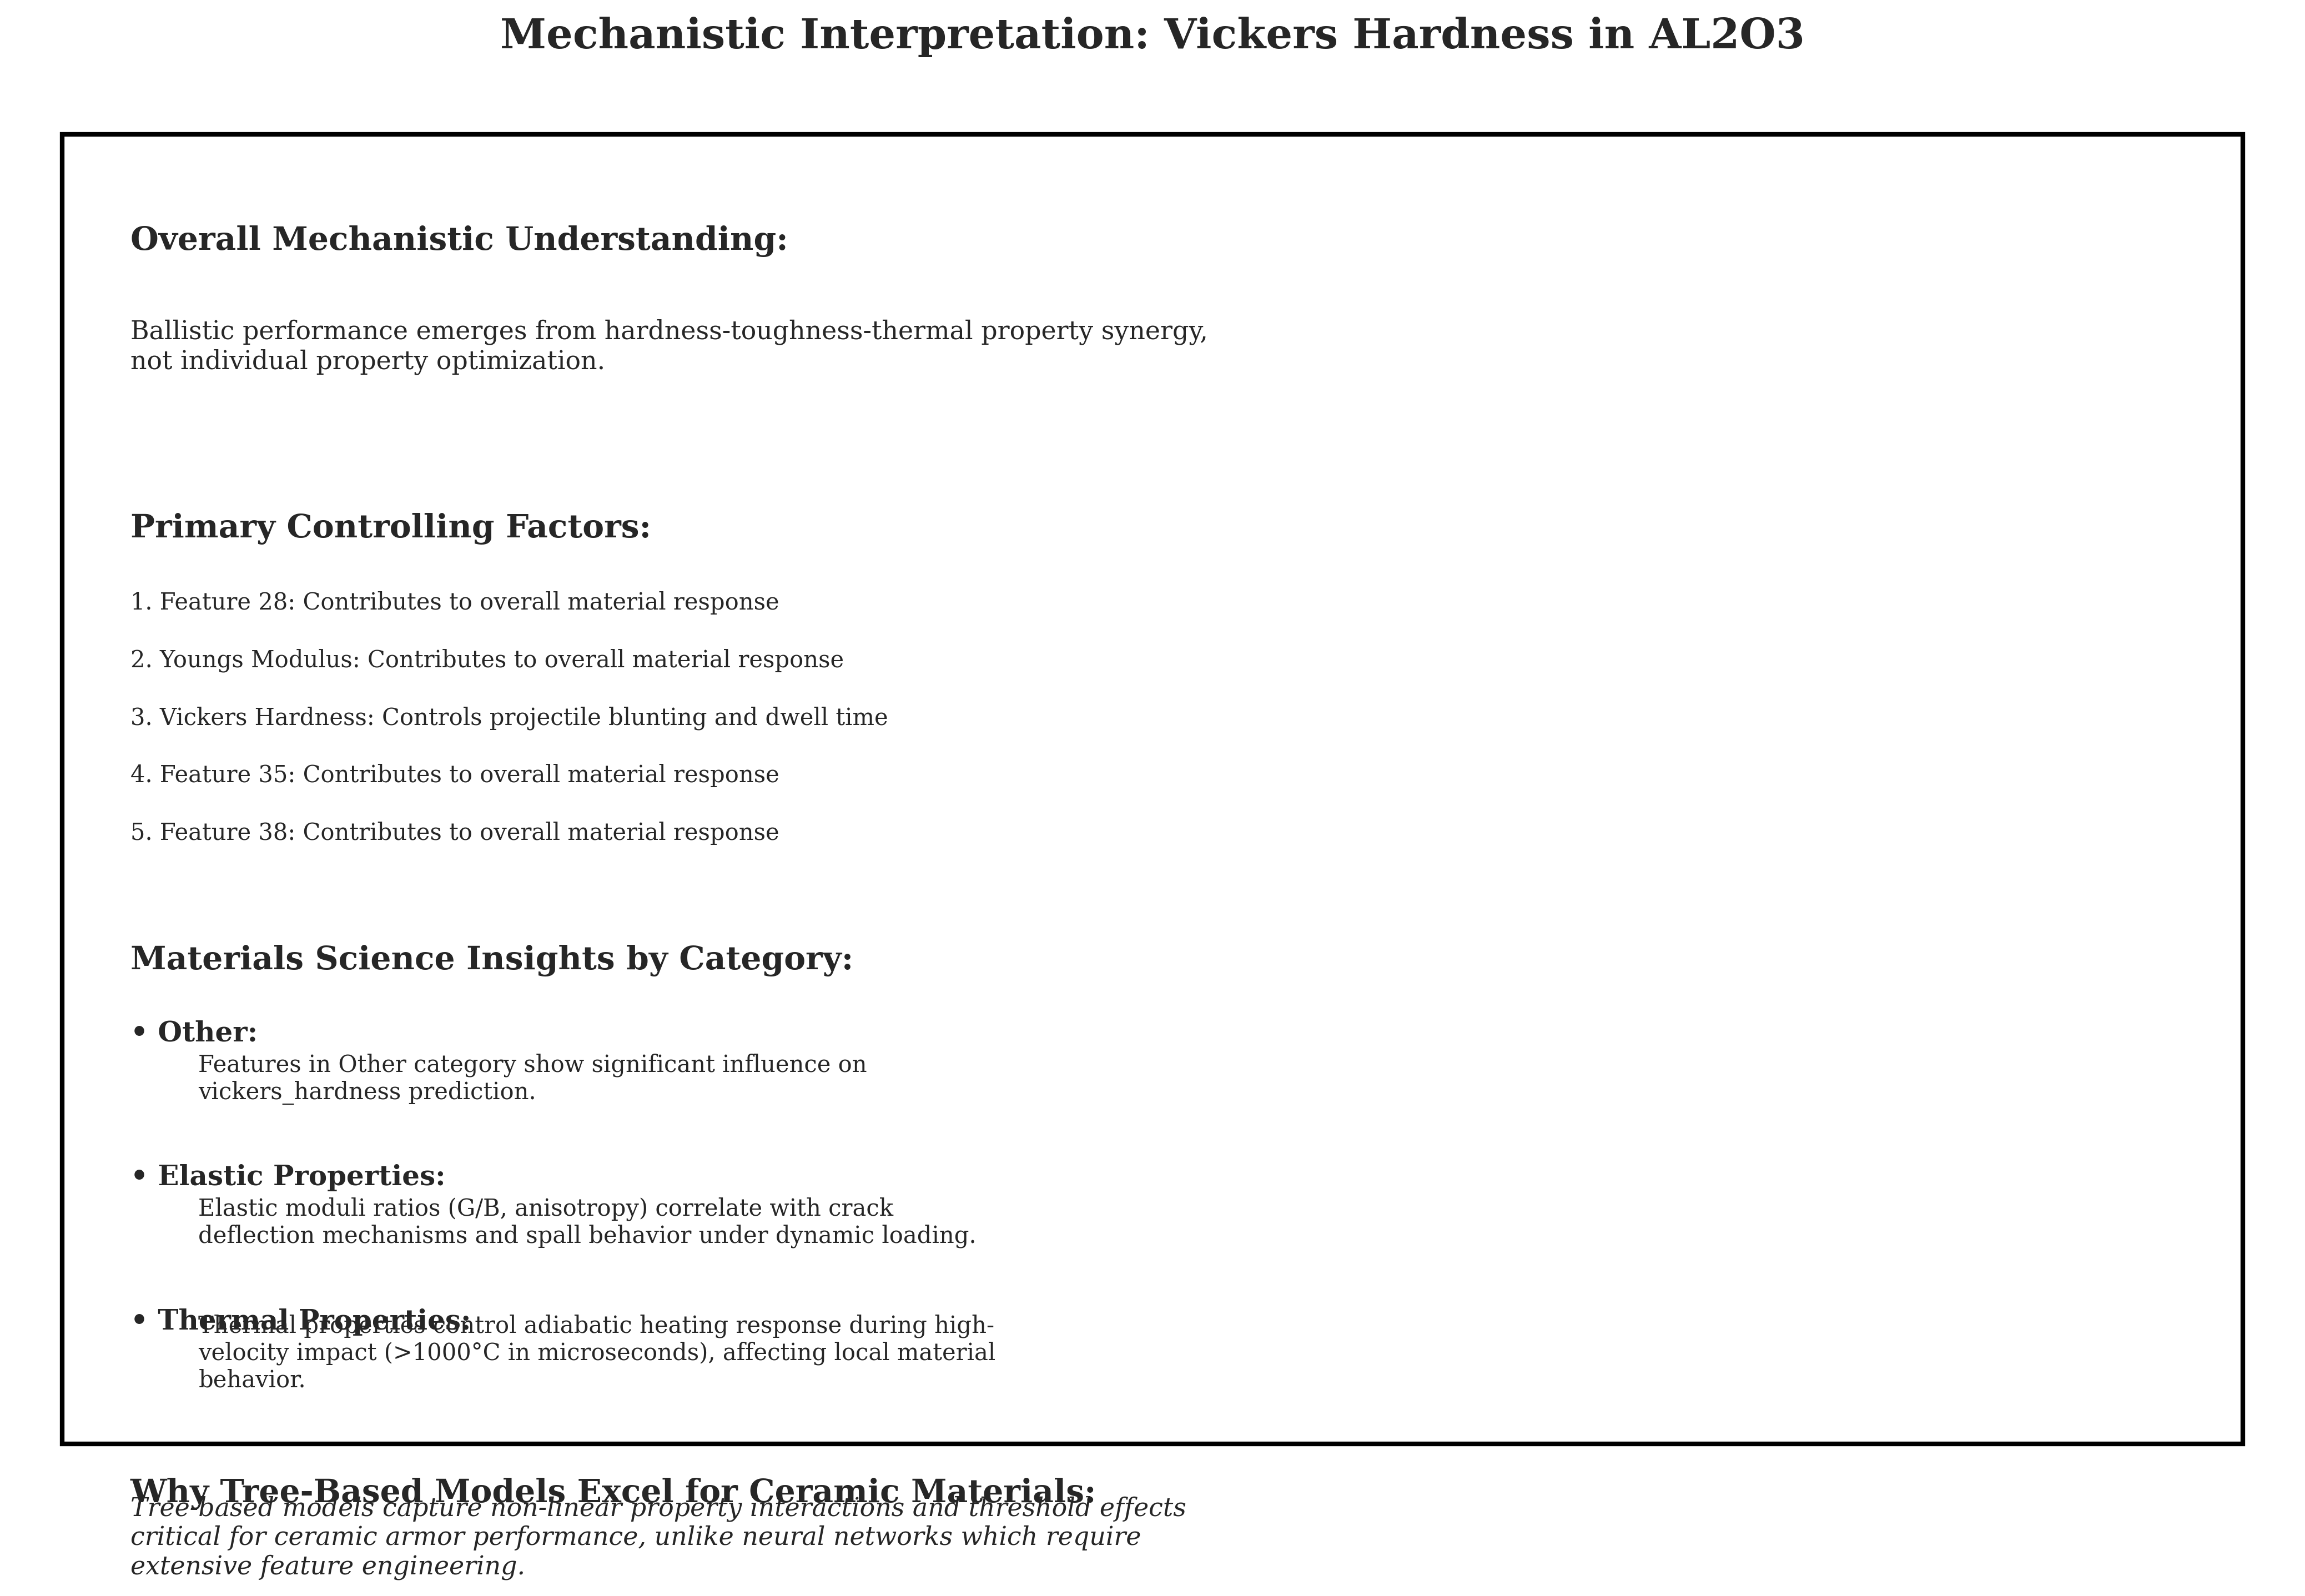 Mechanistic Interpretation: Vickers Hardness in AL2O3
Overall Mechanistic Understanding:
Ballistic performance emerges from hardness-toughness-thermal property synergy,
not individual property optimization.
Primary Controlling Factors:
1. Feature 28: Contributes to overall material response
2. Youngs Modulus: Contributes to overall material response
3. Vickers Hardness: Controls projectile blunting and dwell time
4. Feature 35: Contributes to overall material response
5. Feature 38: Contributes to overall material response
Materials Science Insights by Category:
• Other:
Features in Other category show significant influence on
vickers_hardness prediction.
• Elastic Properties:
Elastic moduli ratios (G/B, anisotropy) correlate with crack
deflection mechanisms and spall behavior under dynamic loading.
• Thermal Properties:
Thermal properties control adiabatic heating response during high-
velocity impact (>1000°C in microseconds), affecting local material
behavior.
Why Tree-Based Models Excel for Ceramic Materials:
Tree-based models capture non-linear property interactions and threshold effects
critical for ceramic armor performance, unlike neural networks which require
extensive feature engineering.